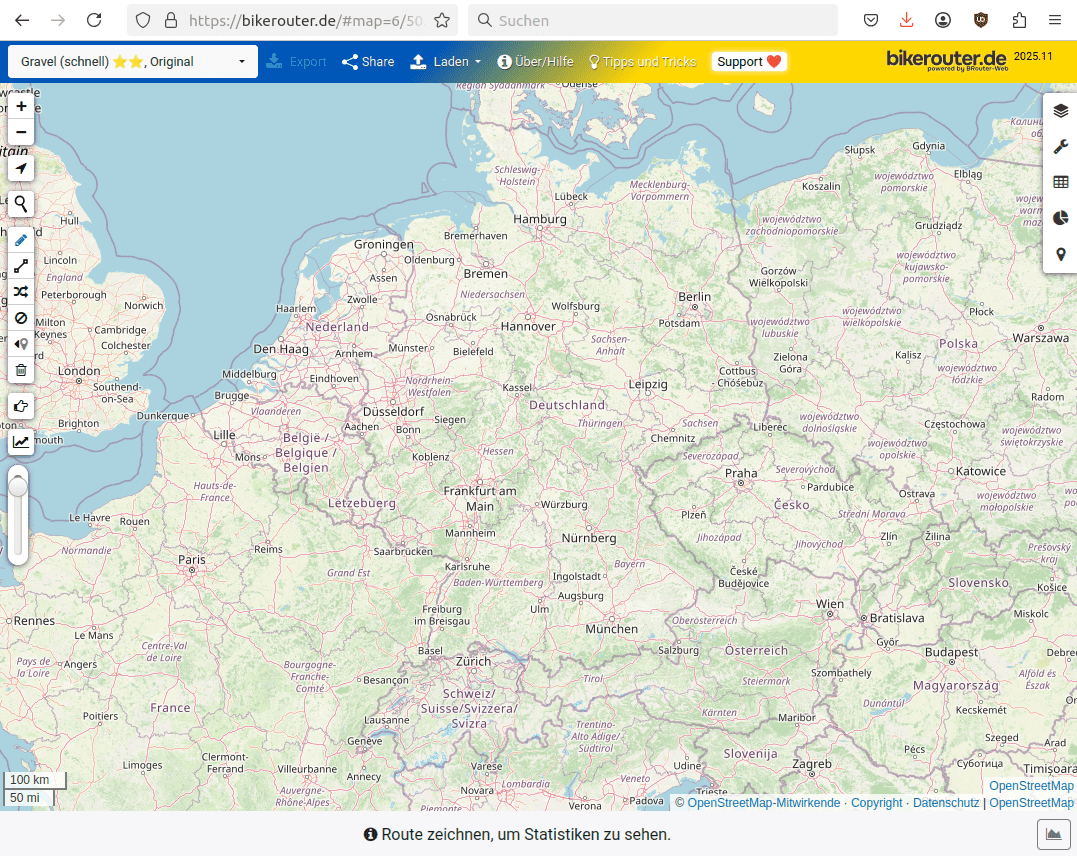 https://bikerouter.de/#map=6/50.
Suchen
Gravel (schnell) ⭐⭐, Original
Export
Share
Laden
Über/Hilfe
Tipps und Tricks
Support ❤️
bikerouter.de
powered by BRouter-Web
2025.11
Region Syddanmark
Odense
Schleswig-
Holstein
Lübeck
Mecklenburg-
Vorpommern
Słupsk
Gdynia
Elbląg
Koszalin
województwo
pomorskie
Hamburg
Bremerhaven
województwo
zachodniopomorskie
Grudziądz
Hull
Groningen
Oldenburg
Bremen
Lincoln
England
Assen
województwo
kujawsko-
pomorskie
Gorzów-
Wielkopolski
Peterborough
Norwich
Zwolle
Niedersachsen
Wolfsburg
Berlin
Haarlem
Nederland
Osnabrück
Hannover
Potsdam
województwo
lubuskie
województwo
wielkopolskie
Płock
Warszawa
Milton
Keynes
Cambridge
Colchester
Den Haag
Arnhem
Münster
Bielefeld
Sachsen-
Anhalt
Zielona
Góra
Kalisz
Polska
London
Southend-
on-Sea
Middelburg
Eindhoven
Nordrhein-
Westfalen
Kassel
Leipzig
Cottbus
- Chóśebuz
województwo
łódzkie
Brugge
Vlaanderen
Düsseldorf
Deutschland
Radom
Dunkerque
Brighton
Aachen
Bonn
Siegen
Thüringen
Sachsen
Chemnitz
Liberec
województwo
dolnośląskie
Częstochowa
województwo
opolskie
województwo
świętokrzyskie
Lille
Mons
België /
Belgique /
Belgien
Koblenz
Hessen
Severozápad
Praha
Severovýchod
Pardubice
Katowice
Ostrava
województwo
małopolskie
Hauts-de-
France
Lëtzebuerg
Frankfurt am
Main
Würzburg
Plzeň
Česko
Střední Morava
Le Havre
Rouen
Mannheim
Nürnberg
Jihozápad
Jihovýchod
Zlín
Žilina
Prešovský
kraj
Normandie
Paris
Reims
Saarbrücken
Karlsruhe
Baden-Württemberg
Bayern
Ingolstadt
České
Budějovice
Slovensko
Košice
Grand Est
Augsburg
Ulm
Freiburg
im Breisgau
München
Oberösterreich
Wien
Bratislava
Miskolc
Rennes
Le Mans
Centre-Val
de Loire
Basel
Zürich
Salzburg
Österreich
Győr
Budapest
Pays de
la Loire
Angers
Bourgogne-
Franche-
Comté
Besançon
Tirol
Steiermark
Szombathely
Magyarország
Alföld és
Észak
Poitiers
France
Schweiz/
Suisse/Svizzera/
Svizra
Lausanne
Genève
Trentino-
Alto Adige/
Südtirol
Kärnten
Maribor
Dunántúl
Kecskemét
Slovenija
Pécs
Szeged
Arad
Limoges
Clermont-
Ferrand
Villeurbanne
Annecy
Varese
Novara
Lombardia
Udine
Zagreb
Суботица
Timișoara
Auvergne-
Rhône-Alpes
Verona
Veneto
Padova
Trieste
Piemonte
100 km
50 mi
OpenStreetMap
© OpenStreetMap-Mitwirkende · Copyright · Datenschutz | OpenStreetMap
Route zeichnen, um Statistiken zu sehen.